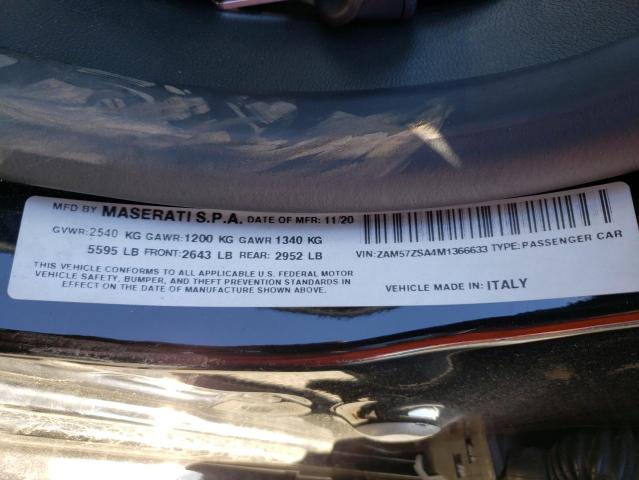 MFD BY MASERATI S.P.A. DATE OF MFR: 11/20
GVWR:2540 KG GAWR:1200 KG GAWR 1340 KG
5595 LB FRONT:2643 LB REAR: 2952 LB
THIS VEHICLE CONFORMS TO ALL APPLICABLE U.S. FEDERAL MOTOR
VEHICLE SAFETY, BUMPER, AND THEFT PREVENTION STANDARDS IN
EFFECT ON THE DATE OF MANUFACTURE SHOWN ABOVE.
VIN:ZAM57ZSA4M1366633 TYPE: PASSENGER CAR
VEHICLE MADE IN: ITALY